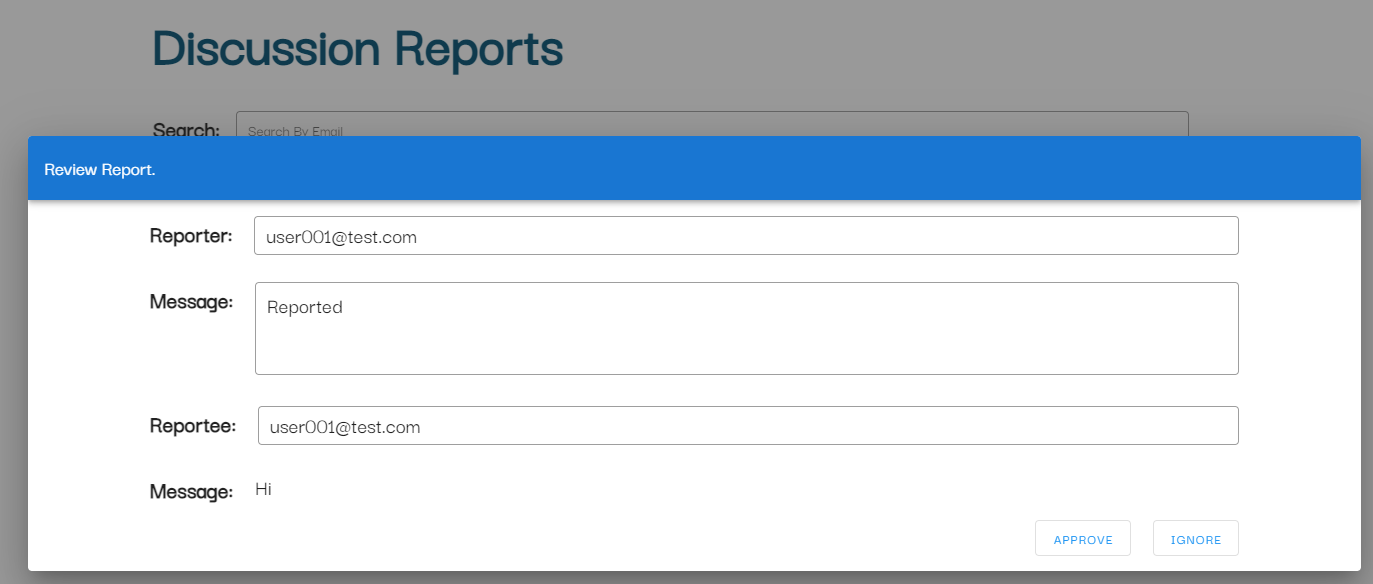 Discussion Reports
Search: Search By Email
Review Report.
Reporter: user001@test.com
Message: Reported
Reportee: user001@test.com
Message: Hi
APPROVE IGNORE